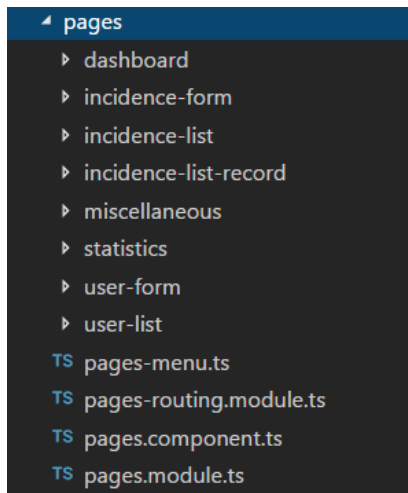 pages
dashboard
incidence-form
incidence-list
incidence-list-record
miscellaneous
statistics
user-form
user-list
TS pages-menu.ts
TS pages-routing.module.ts
TS pages.component.ts
TS pages.module.ts